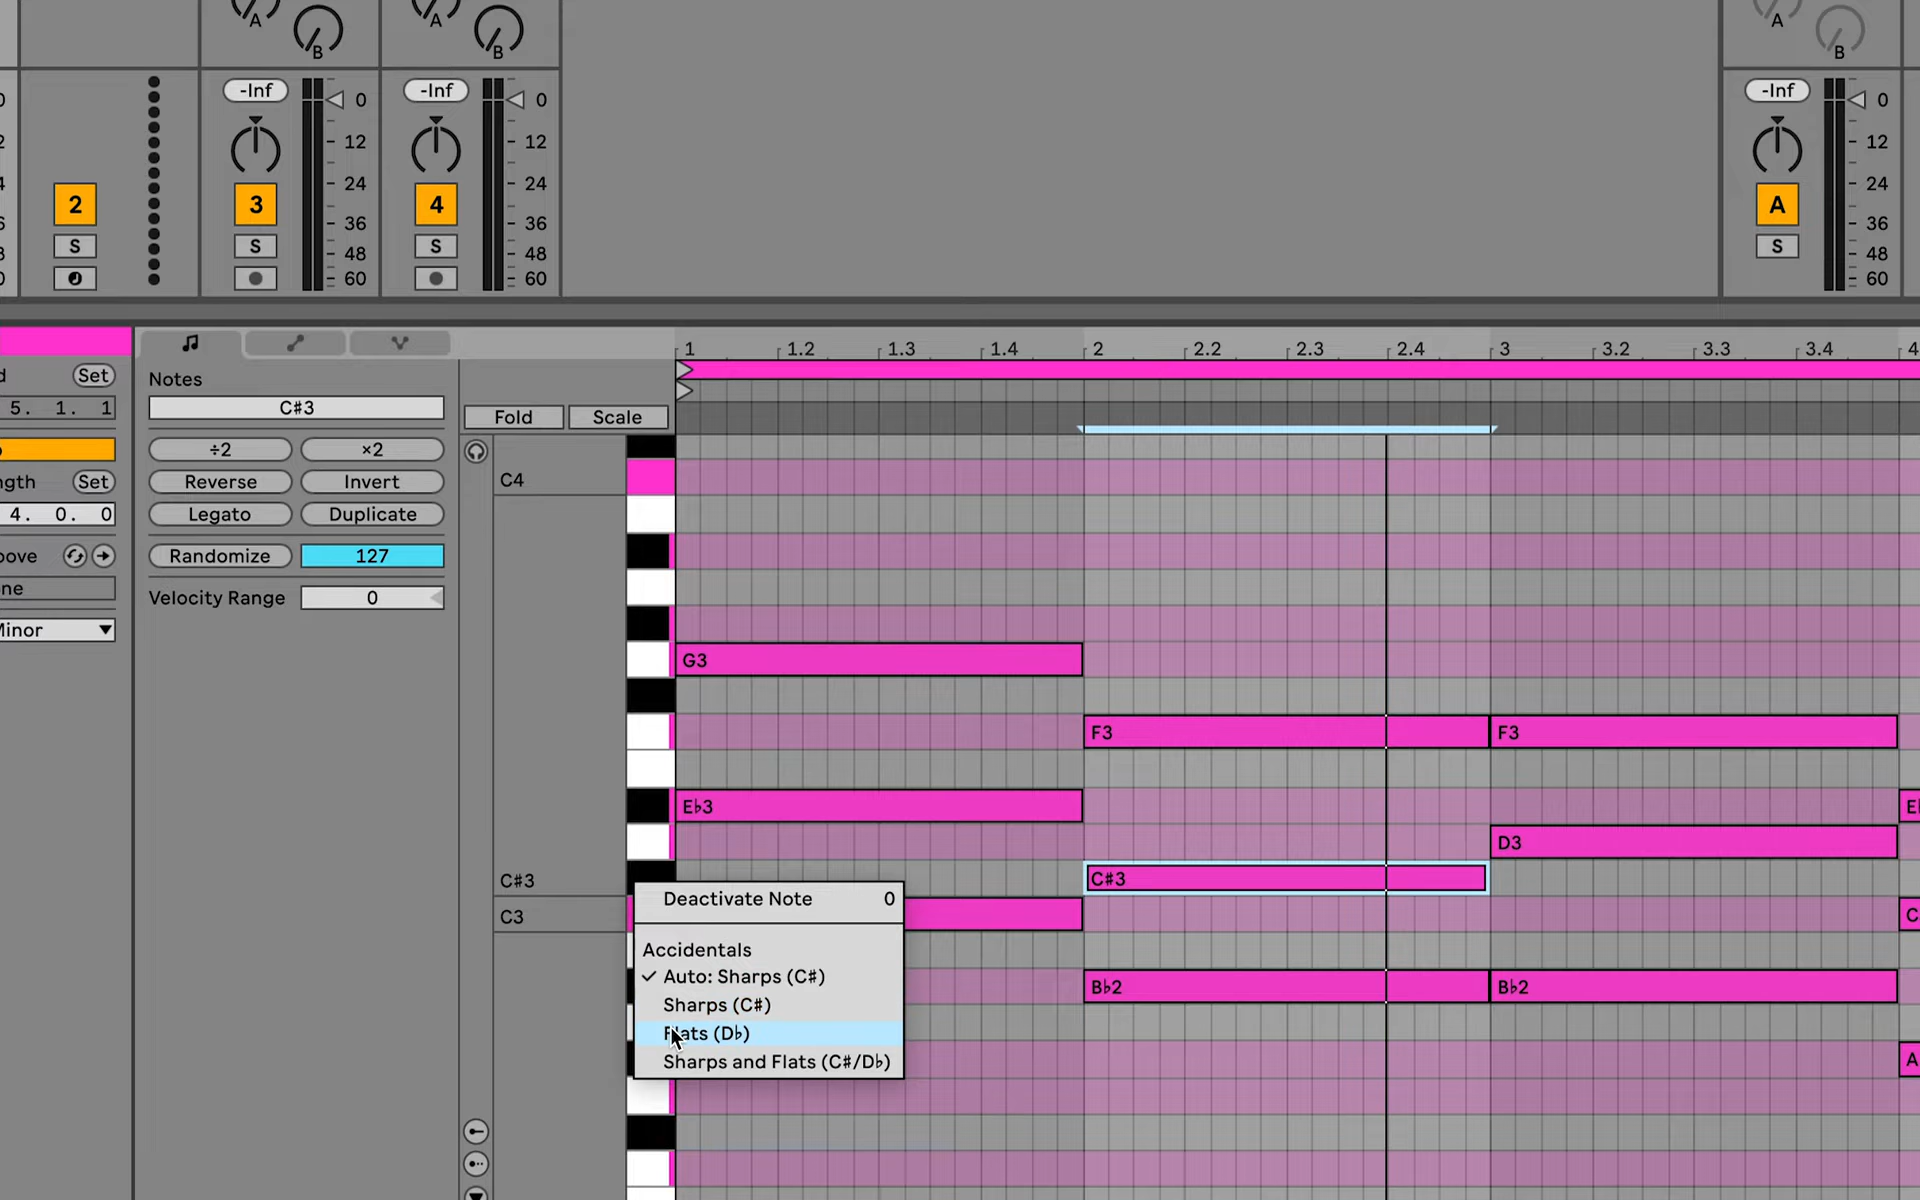 A
B
A
B
A
B
-Inf 0
-Inf 0
-Inf 0
12
12
12
24
24
24
2
3
4
A
36
36
36
S
S
S
S
48
48
48
60
60
60
1 1.2 1.3 1.4 2 2.2 2.3 2.4 3 3.2 3.3 3.4 4
Set
5. 1. 1
Notes
C♯3
Fold Scale
÷2 ×2
Set
Reverse Invert
C4
4. 0. 0
Legato Duplicate
Randomize 127
Velocity Range 0
Minor
G3
F3
F3
E♭3
D3
C♯3
C♯3
C3
B♭2
B♭2
Deactivate Note 0
Accidentals
✓ Auto: Sharps (C♯)
Sharps (C♯)
Flats (D♭)
Sharps and Flats (C♯/D♭)
C
A